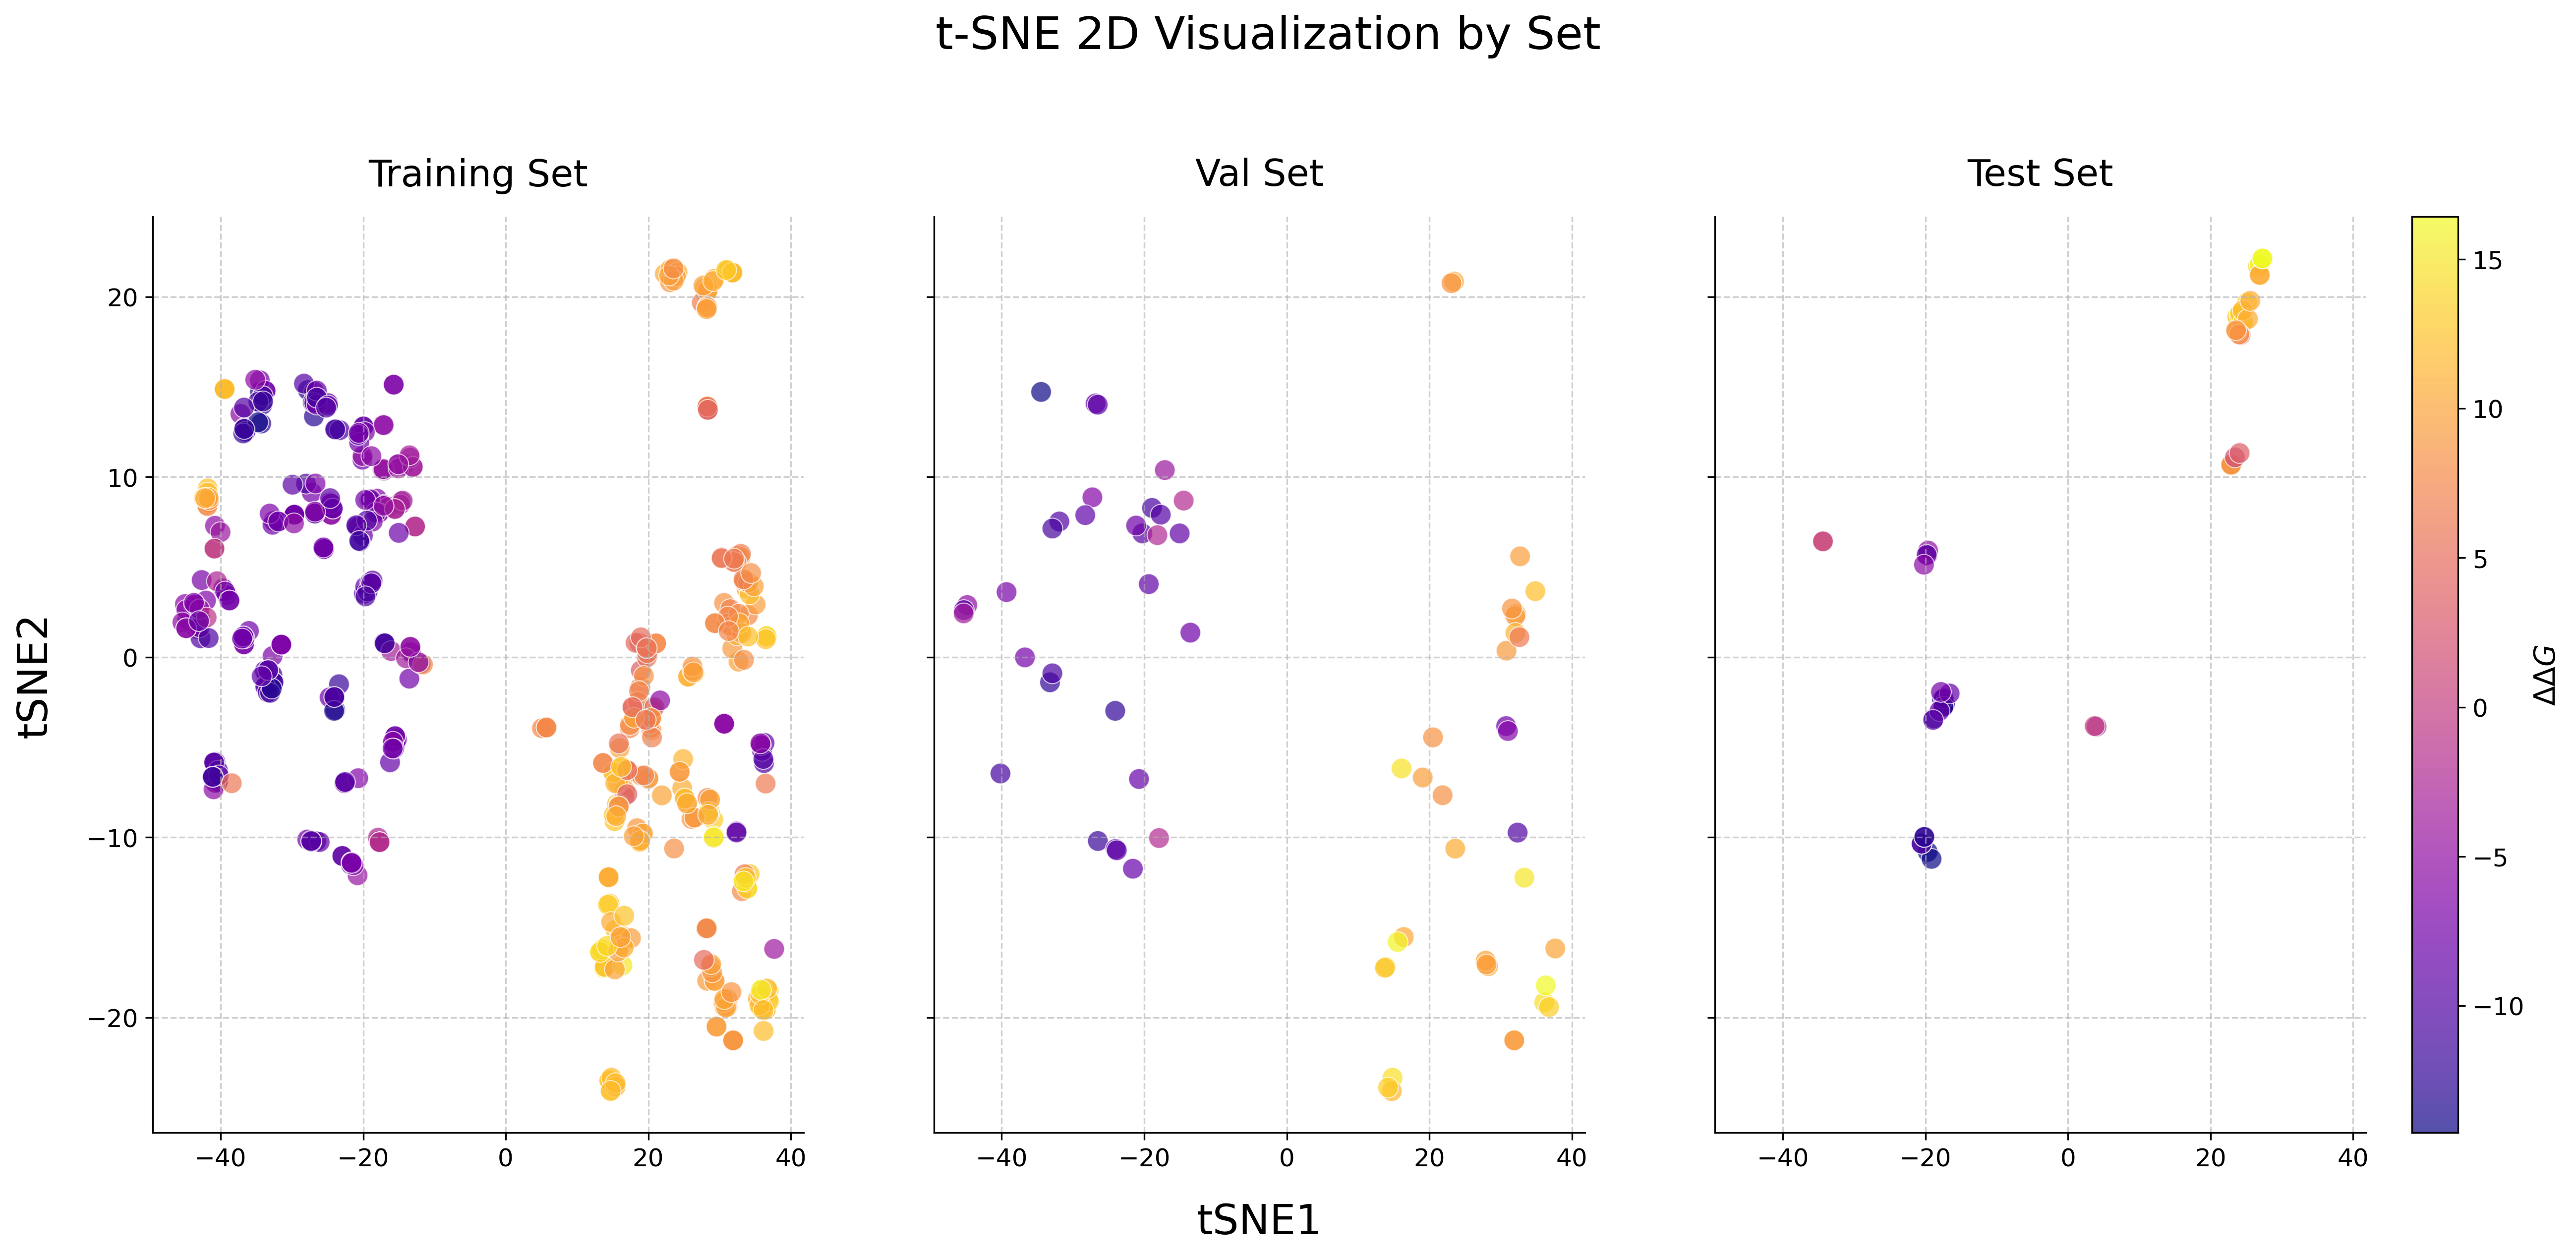 t-SNE 2D Visualization by Set
Training Set
Val Set
Test Set
20
10
0
−10
−20
tSNE2
−40 −20 0 20 40
−40 −20 0 20 40
−40 −20 0 20 40
tSNE1
15
10
5
0
−5
−10
ΔΔG